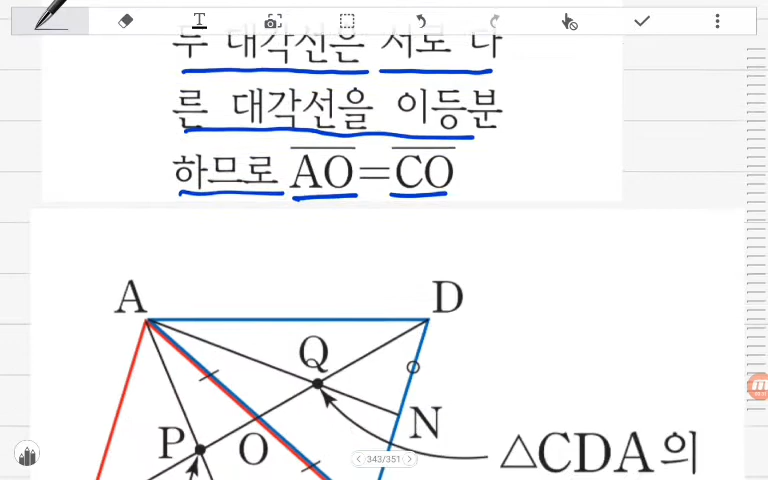 T
두 대각선은 서로 다
른 대각선을 이등분
하므로 AO=CO
A
D
Q
N
P
O
△CDA의
343/351